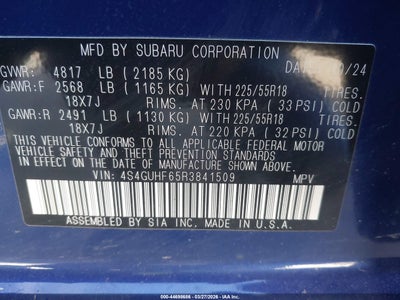 MFD BY SUBARU CORPORATION DATE 10/24
GVWR: 4817 LB ( 2185 KG)
GAWR:F 2568 LB ( 1165 KG) WITH 225/55R18 TIRES.
18X7J RIMS. AT 230 KPA ( 33 PSI) COLD
GAWR:R 2491 LB ( 1130 KG) WITH 225/55R18 TIRES.
18X7J RIMS. AT 220 KPA ( 32 PSI) COLD
THIS VEHICLE CONFORMS TO ALL APPLICABLE FEDERAL MOTOR
VEHICLE SAFETY AND THEFT PREVENTION STANDARDS IN EFFECT
ON THE DATE OF MANUFACTURE SHOWN ABOVE.
VIN: 4S4GUHF65R3841509 MPV
ASSEMBLED BY SIA INC. MADE IN U.S.A.
000-44698686 - 03/27/2026 - IAA Inc.